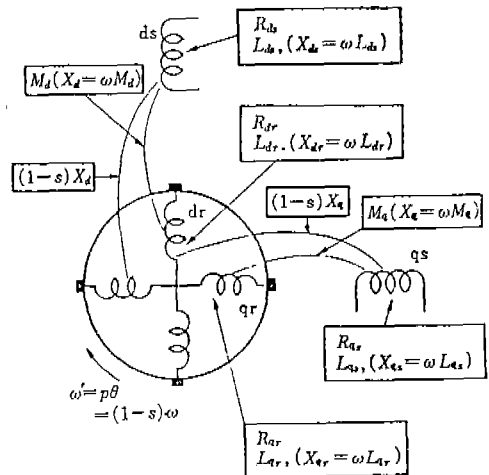 ds
R_ds
L_ds, (X_ds = ωL_ds)
M_d(X_d = ωM_d)
R_dr
L_dr. (X_dr = ωL_dr)
(1−s)X_d
dr
(1−s)X_q
M_q(X_q = ωM_q)
qs
qr
R_qs
L_qs, (X_qs = ωL_qs)
ω′=pθ
=(1−s)·ω
R_qr
L_qr, (X_qr = ωL_qr)